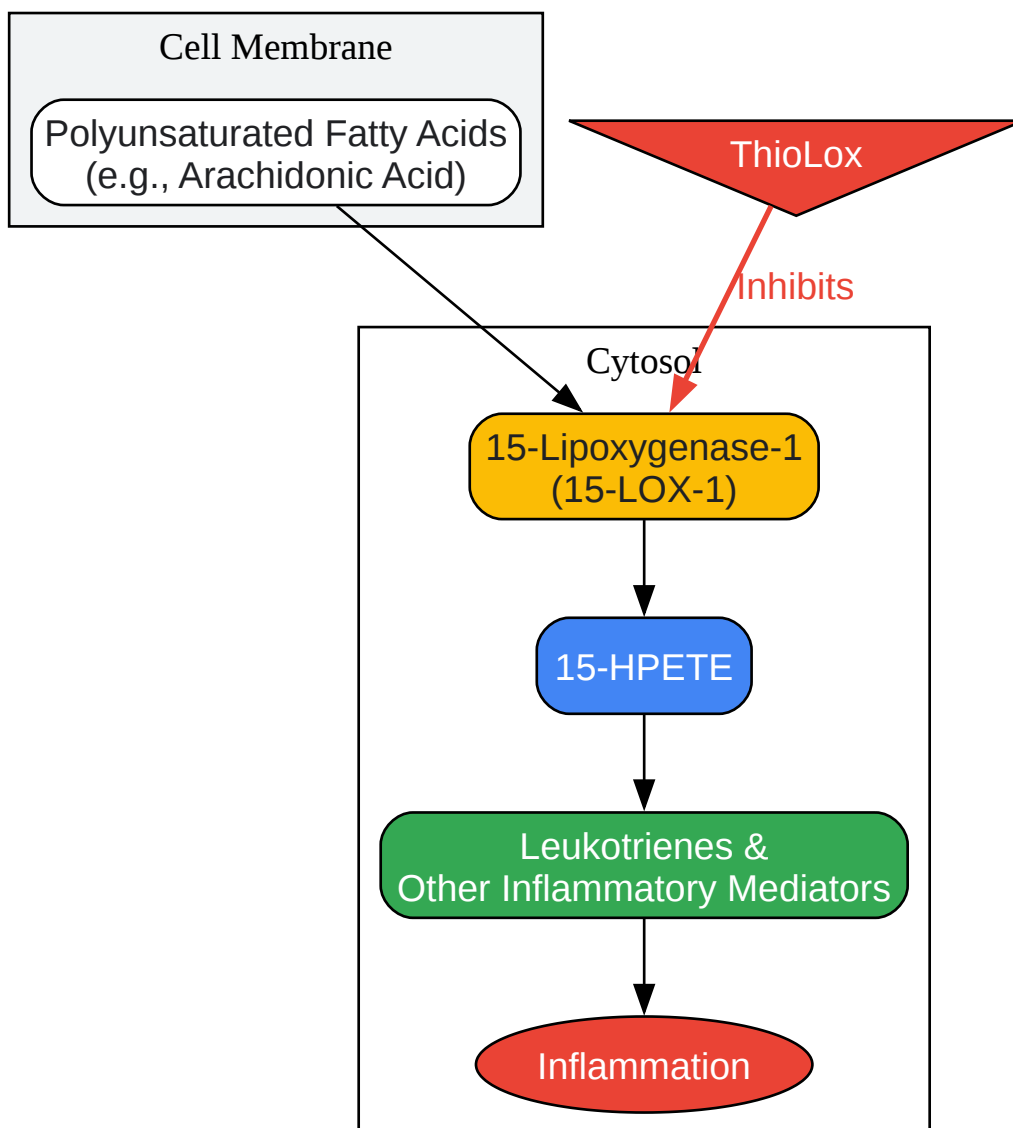 Cell Membrane
Polyunsaturated Fatty Acids
(e.g., Arachidonic Acid)
ThioLox
Inhibits
Cytosol
15-Lipoxygenase-1
(15-LOX-1)
15-HPETE
Leukotrienes &
Other Inflammatory Mediators
Inflammation